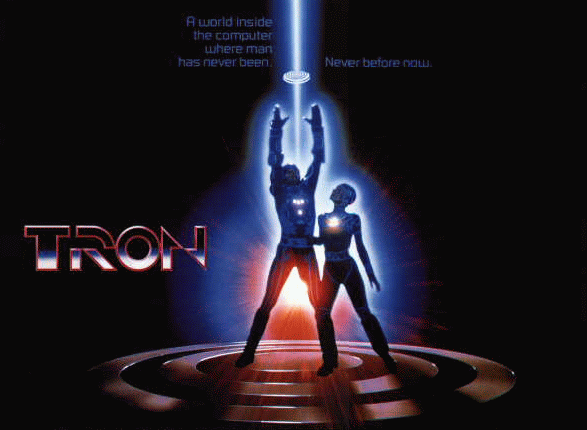 A world inside
the computer
where man
has never been.
Never before now.
TRON